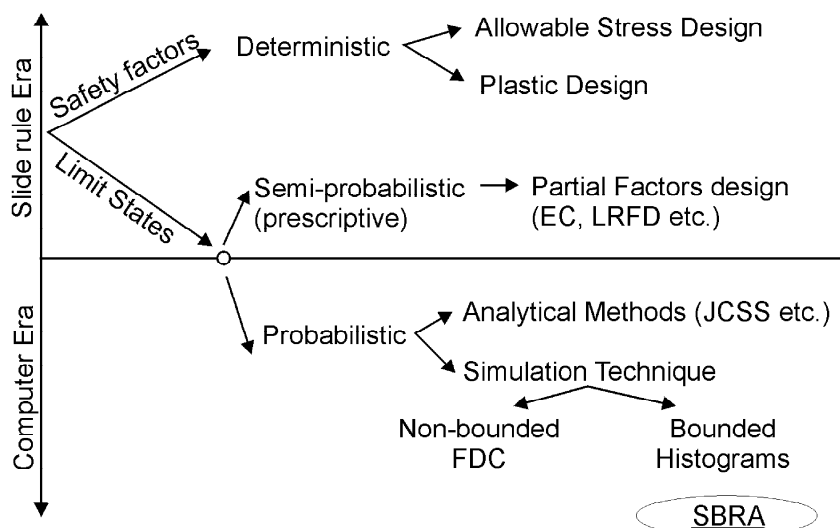 Slide rule Era
Safety factors
Deterministic
Allowable Stress Design
Plastic Design
Limit States
Semi-probabilistic
(prescriptive)
Partial Factors design
(EC, LRFD etc.)
Computer Era
Probabilistic
Analytical Methods (JCSS etc.)
Simulation Technique
Non-bounded
FDC
Bounded
Histograms
SBRA